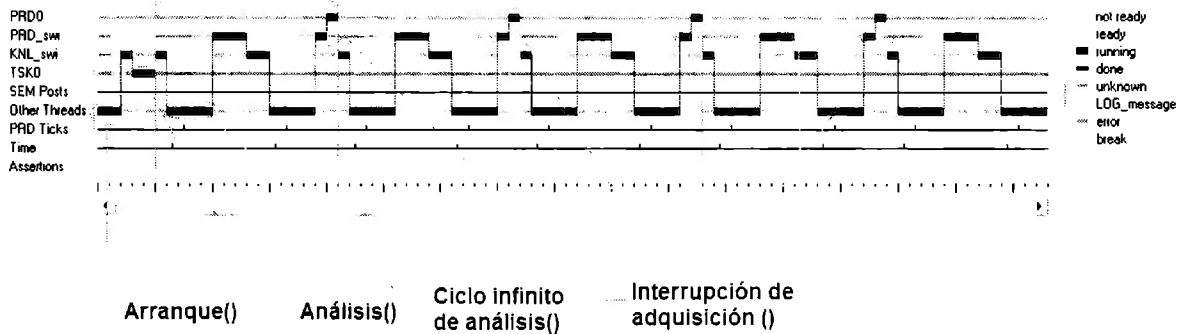 PRD0
PRD_swi
KNL_swi
TSK0
SEM Posts
Other Threads
PRD Ticks
Time
Assertions
not ready
ready
running
done
unknown
LOG_message
error
break
Arranque()
Análisis()
Ciclo infinito
de análisis()
Interrupción de
adquisición ()